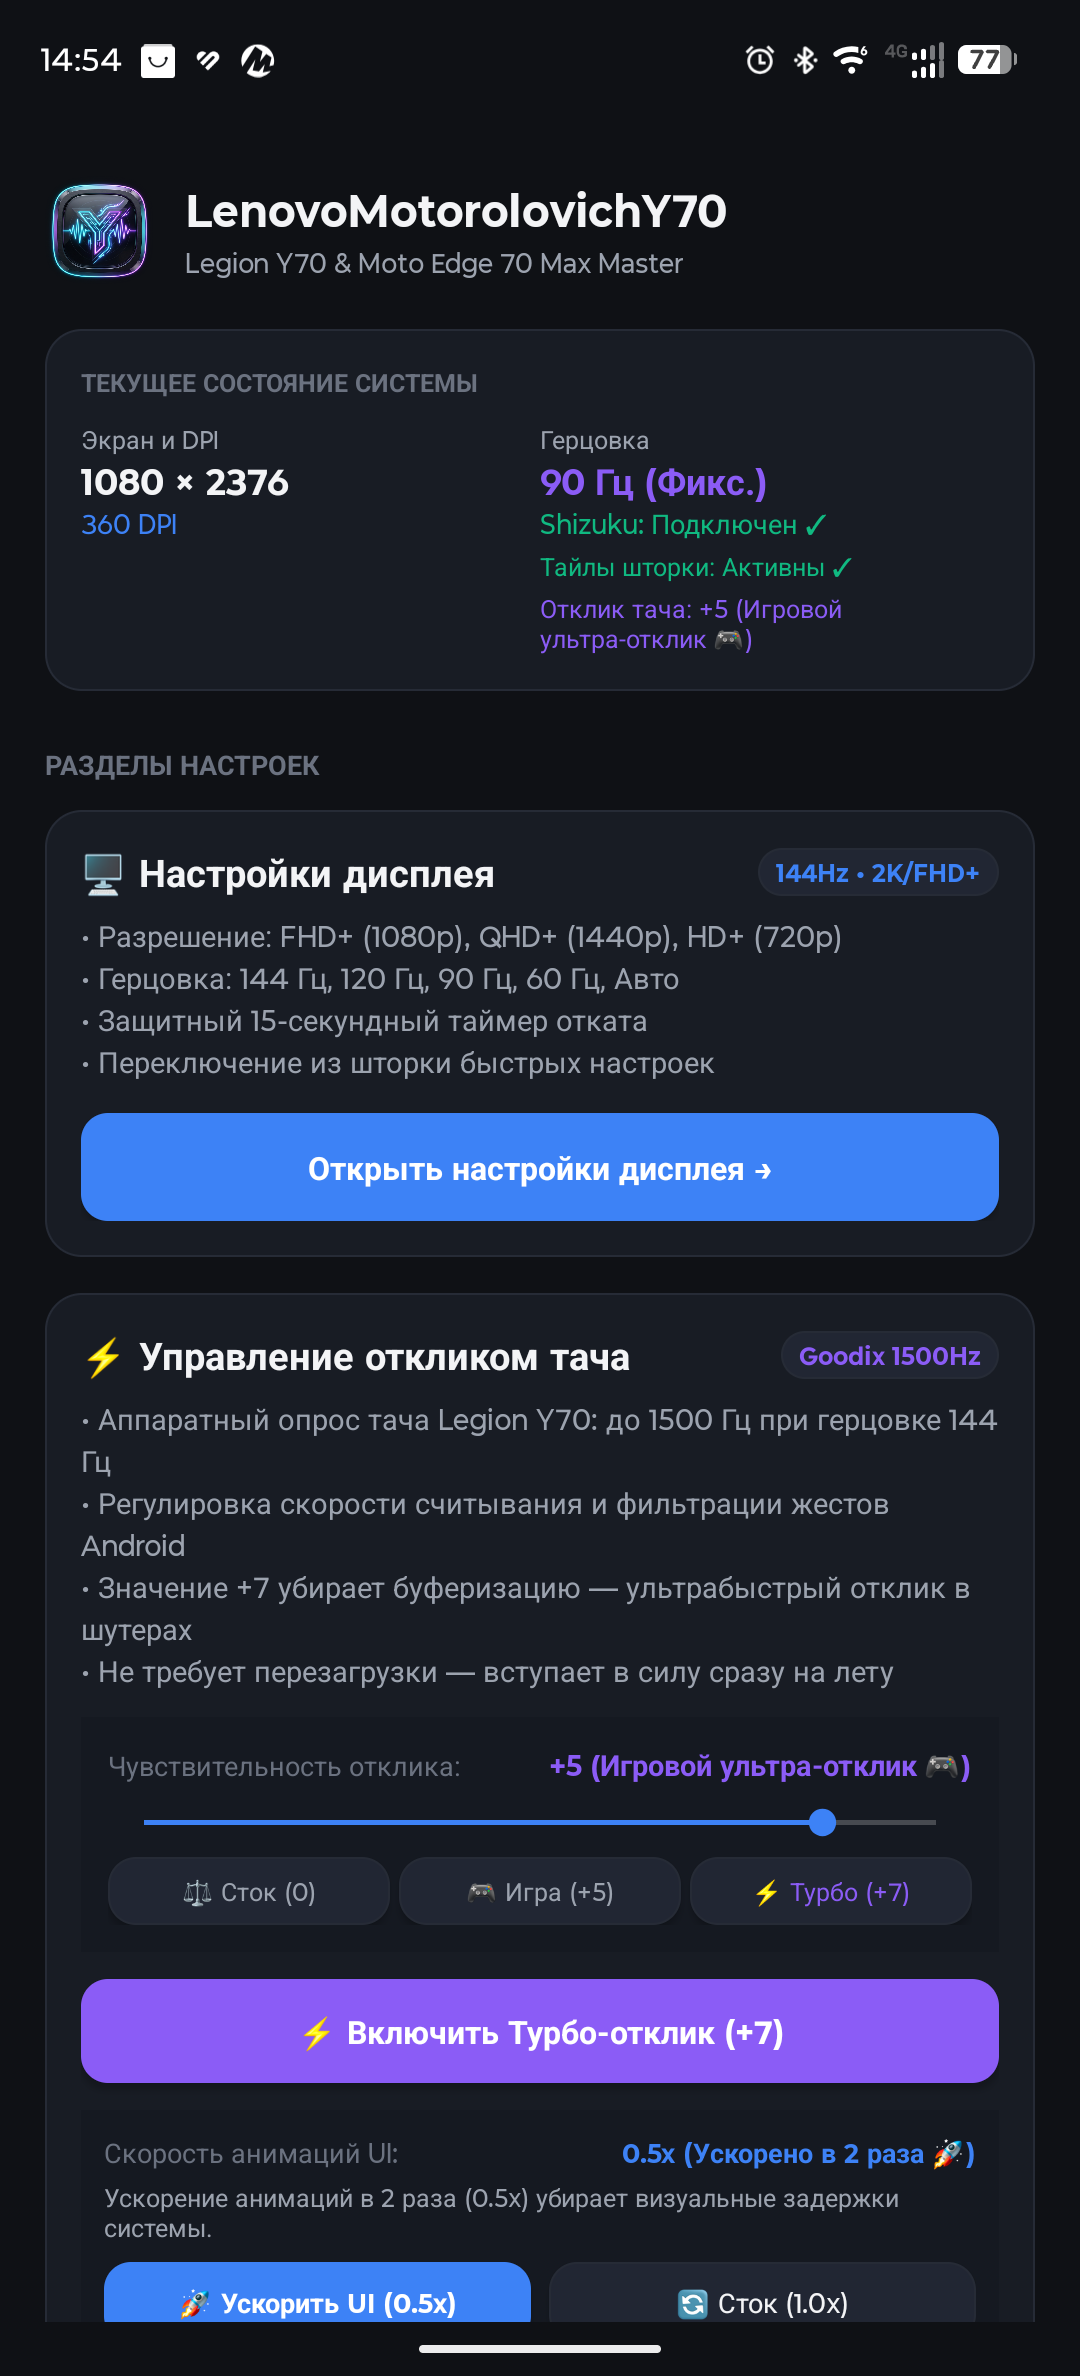 14:54
6
4G
77
LenovoMotorolovichY70
Legion Y70 & Moto Edge 70 Max Master
ТЕКУЩЕЕ СОСТОЯНИЕ СИСТЕМЫ
Экран и DPI
1080 × 2376
360 DPI
Герцовка
90 Гц (Фикс.)
Shizuku: Подключен ✓
Тайлы шторки: Активны ✓
Отклик тача: +5 (Игровой
ультра-отклик 🎮)
РАЗДЕЛЫ НАСТРОЕК
🖥️ Настройки дисплея
144Hz • 2K/FHD+
• Разрешение: FHD+ (1080p), QHD+ (1440p), HD+ (720p)
• Герцовка: 144 Гц, 120 Гц, 90 Гц, 60 Гц, Авто
• Защитный 15-секундный таймер отката
• Переключение из шторки быстрых настроек
Открыть настройки дисплея →
⚡ Управление откликом тача
Goodix 1500Hz
• Аппаратный опрос тача Legion Y70: до 1500 Гц при герцовке 144
Гц
• Регулировка скорости считывания и фильтрации жестов
Android
• Значение +7 убирает буферизацию — ультрабыстрый отклик в
шутерах
• Не требует перезагрузки — вступает в силу сразу на лету
Чувствительность отклика:
+5 (Игровой ультра-отклик 🎮)
⚖️ Сток (0)
🎮 Игра (+5)
⚡ Турбо (+7)
⚡ Включить Турбо-отклик (+7)
Скорость анимаций UI:
0.5x (Ускорено в 2 раза 🚀)
Ускорение анимаций в 2 раза (0.5x) убирает визуальные задержки
системы.
🚀 Ускорить UI (0.5x)
🔄 Сток (1.0x)